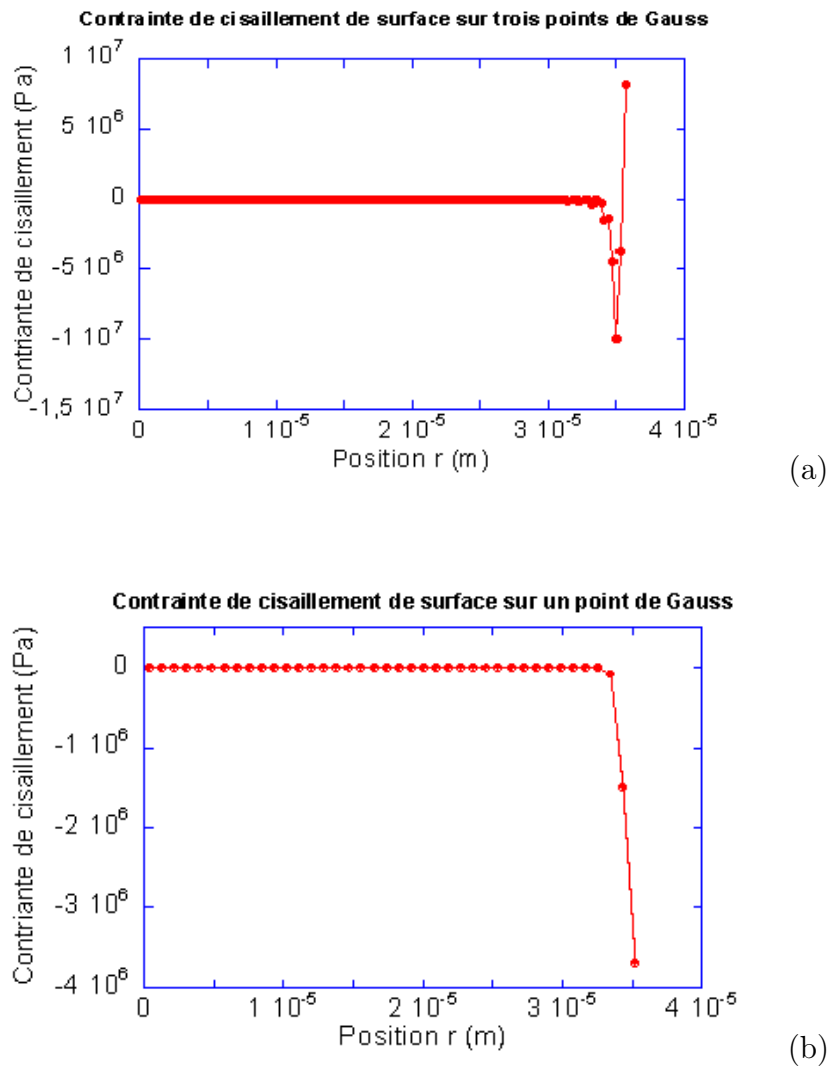 Contrainte de cisaillement de surface sur trois points de Gauss
Contriante de cisaillement (Pa)
1 10^7
5 10^6
0
-5 10^6
-1 10^7
-1,5 10^7
0
1 10^-5
2 10^-5
3 10^-5
4 10^-5
Position r (m)
(a)
Contrainte de cisaillement de surface sur un point de Gauss
Contriante de cisaillement (Pa)
0
-1 10^6
-2 10^6
-3 10^6
-4 10^6
0
1 10^-5
2 10^-5
3 10^-5
4 10^-5
Position r (m)
(b)